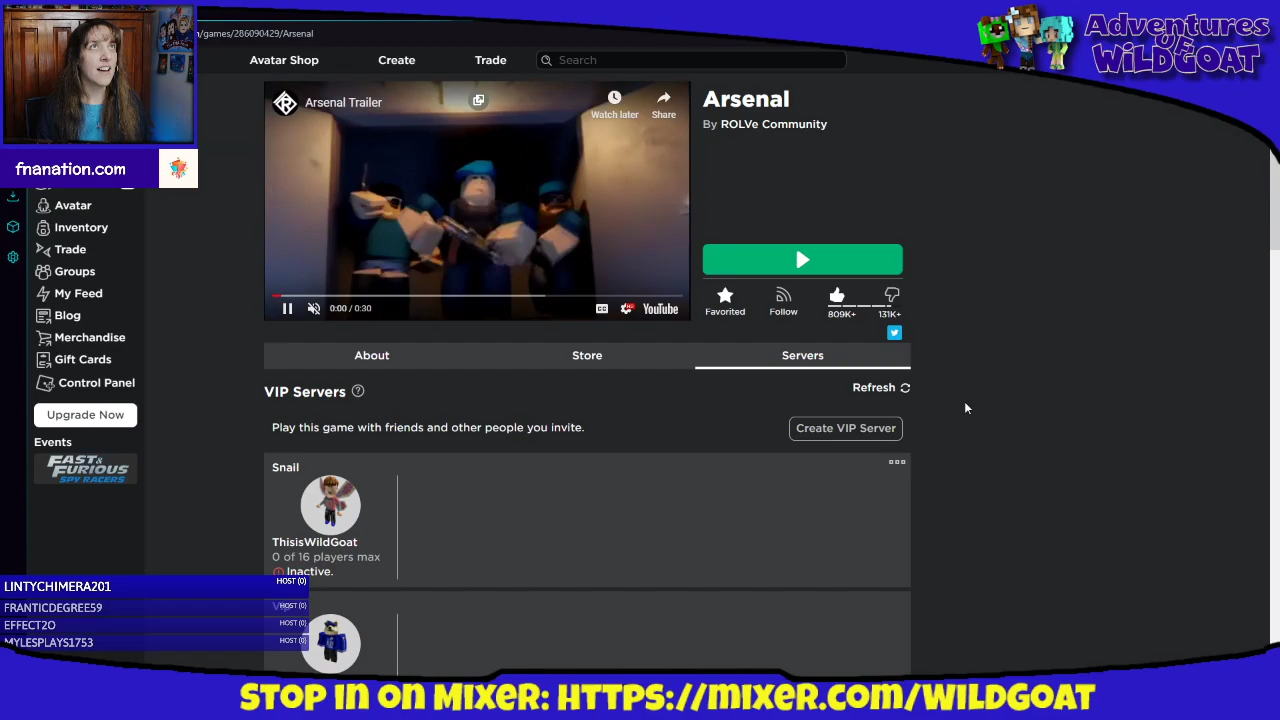 n/games/286090429/Arsenal
Adventures
OF
WiLDGOAT
Avatar Shop
Create
Trade
Search
Arsenal Trailer
Watch later
Share
Arsenal
By ROLVe Community
fnanation.com
Avatar
Inventory
Trade
Groups
My Feed
Blog
Merchandise
Gift Cards
Control Panel
Upgrade Now
Events
FAST & FURIOUS
SPY RACERS
0:00 / 0:30
CC
HD
YouTube
Favorited
Follow
809K+
131K+
About
Store
Servers
VIP Servers
Refresh
Play this game with friends and other people you invite.
Create VIP Server
Snail
ThisisWildGoat
0 of 16 players max
Inactive.
LINTYCHIMERA201 HOST (0)
FRANTICDEGREE59 HOST (0)
EFFECT2O HOST (0)
MYLESPLAYS1753 HOST (0)
STOP IN ON MIXER: HTTPS://MIXER.COM/WILDGOAT